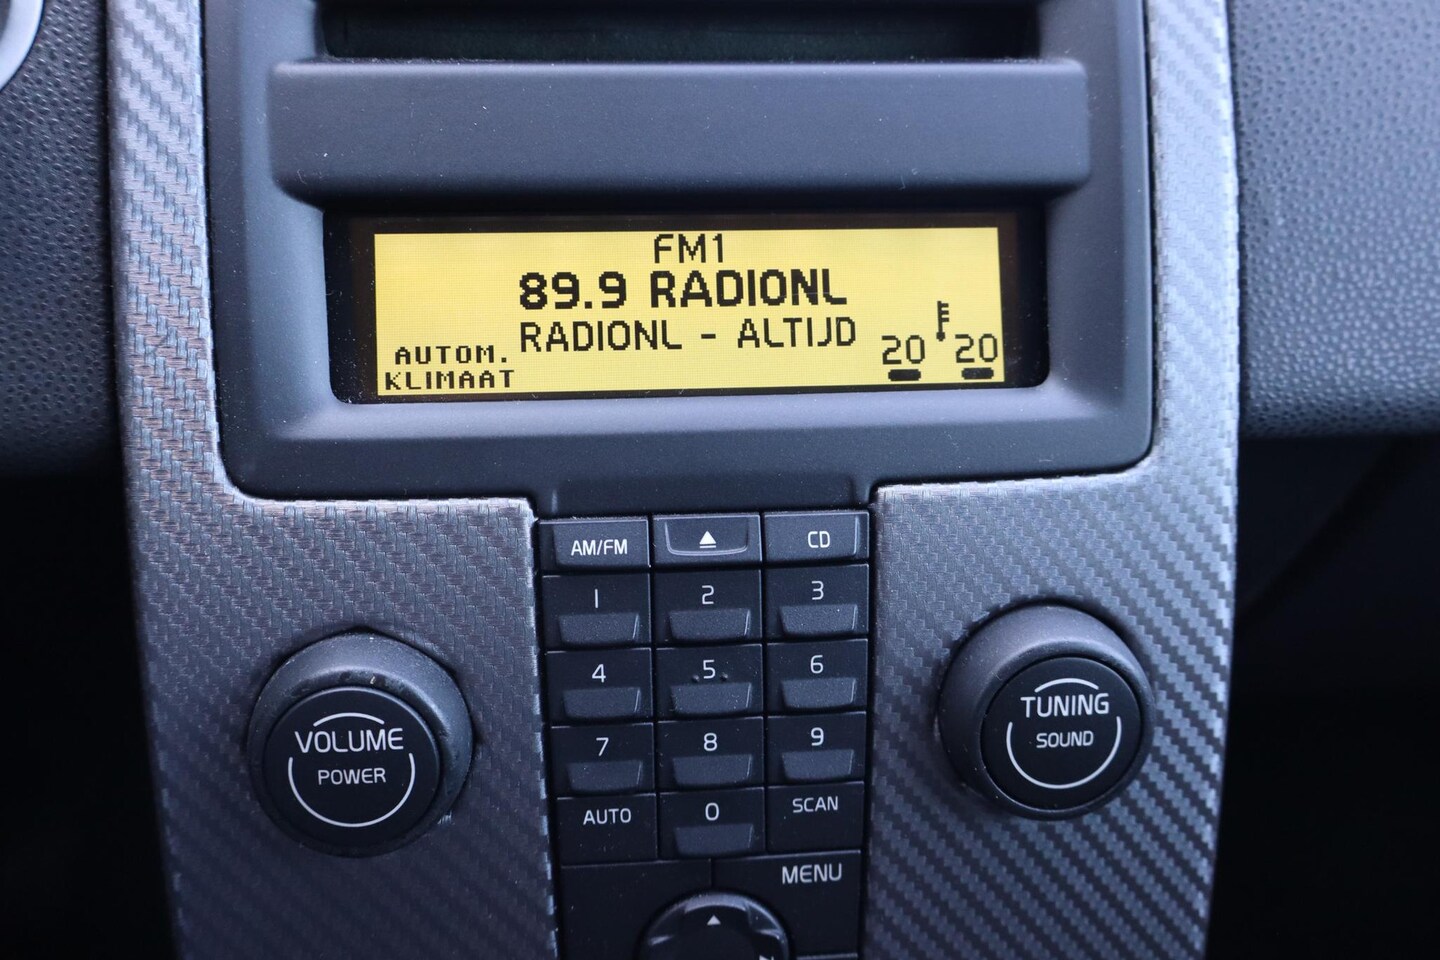 FM1
89.9 RADIONL
RADIONL - ALTIJD
AUTOM.
KLIMAAT
20 20
AM/FM CD
1 2 3
4 5 6
7 8 9
AUTO 0 SCAN
MENU
VOLUME
POWER
TUNING
SOUND